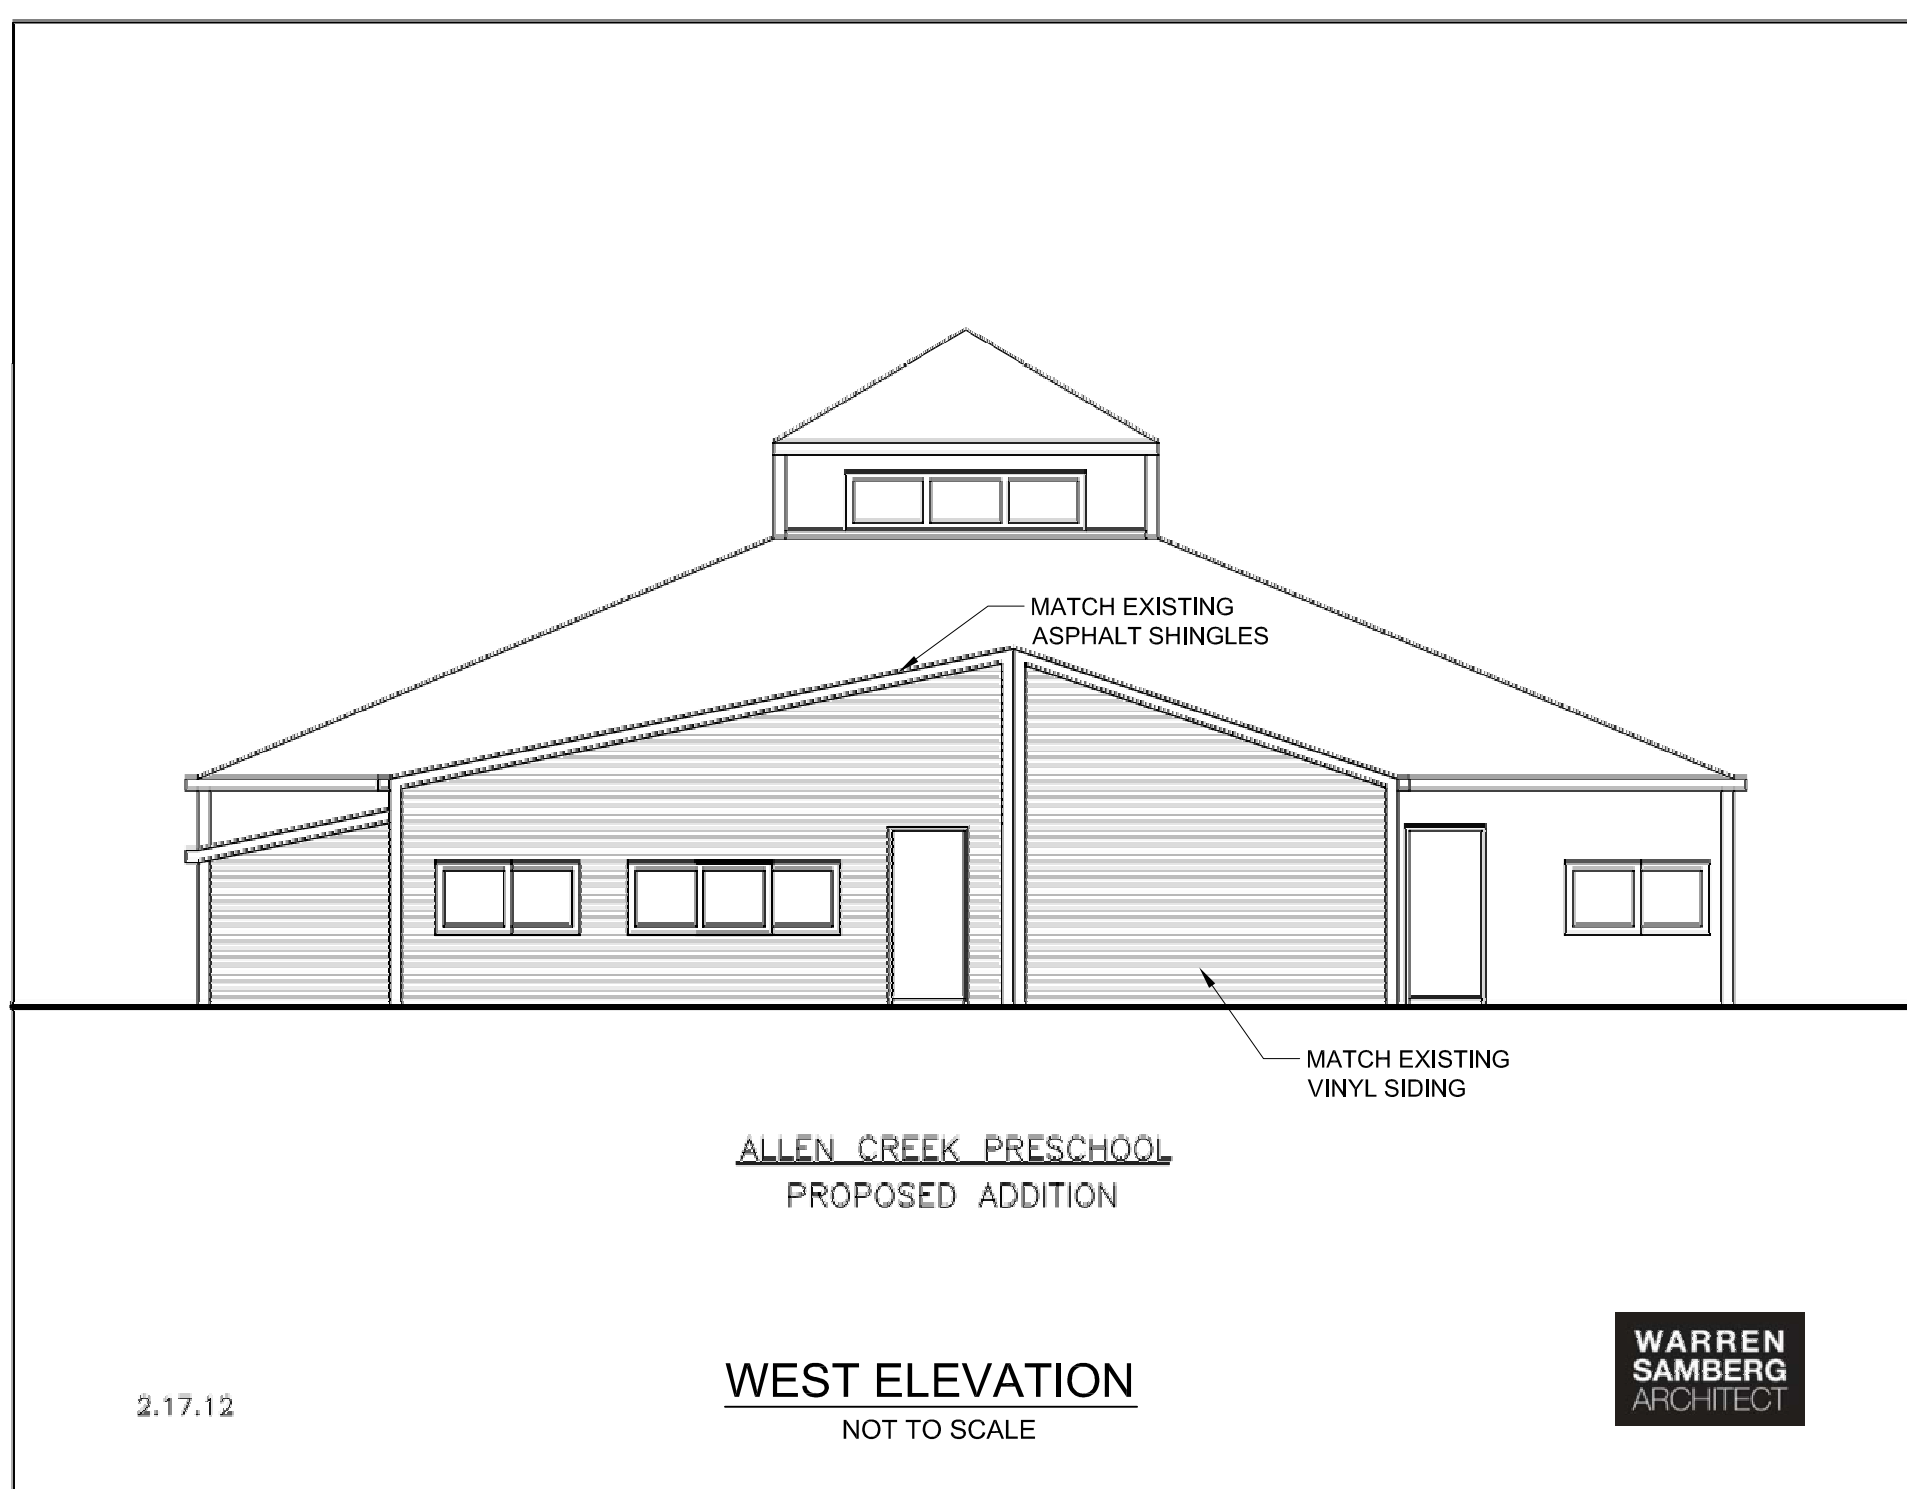 MATCH EXISTING
ASPHALT SHINGLES
MATCH EXISTING
VINYL SIDING
ALLEN CREEK PRESCHOOL
PROPOSED ADDITION
WEST ELEVATION
NOT TO SCALE
2.17.12
WARREN
SAMBERG
ARCHITECT